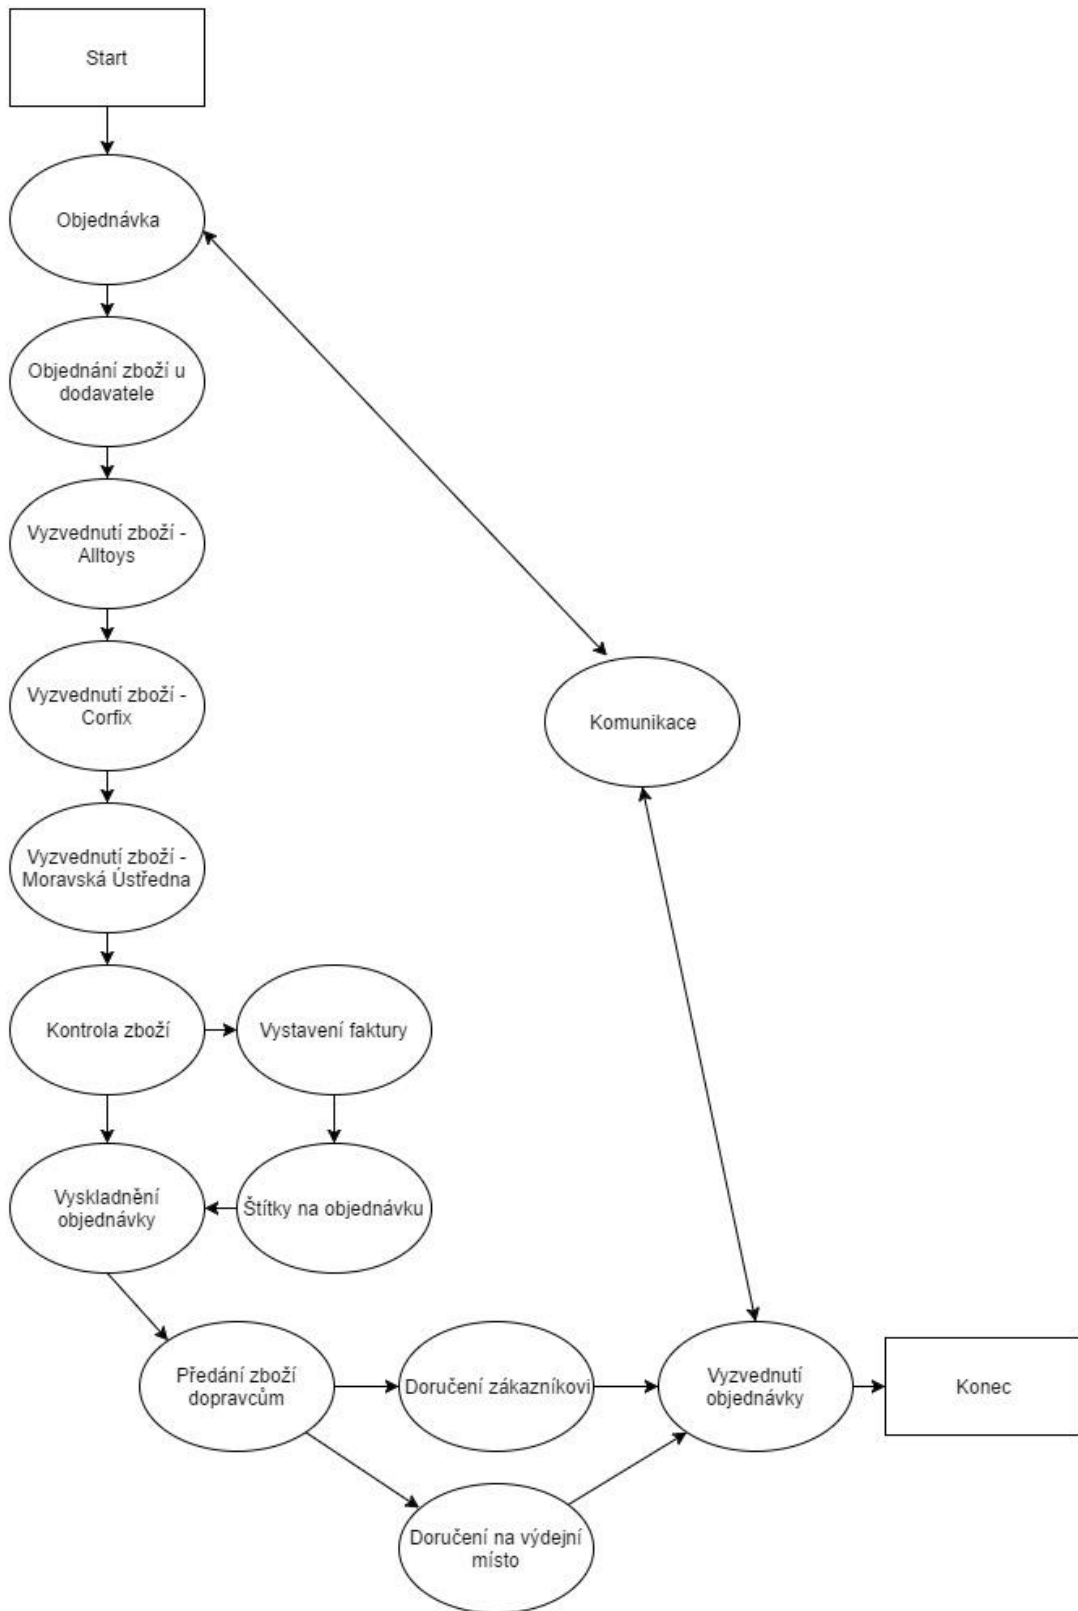 Start
Objednávka
Objednání zboží u
dodavatele
Vyzvednutí zboží -
Alltoys
Vyzvednutí zboží -
Corfix
Komunikace
Vyzvednutí zboží -
Moravská Ústředna
Kontrola zboží
Vystavení faktury
Vyskladnění
objednávky
Štítky na objednávku
Předání zboží
dopravcům
Doručení zákazníkovi
Vyzvednutí
objednávky
Konec
Doručení na výdejní
místo